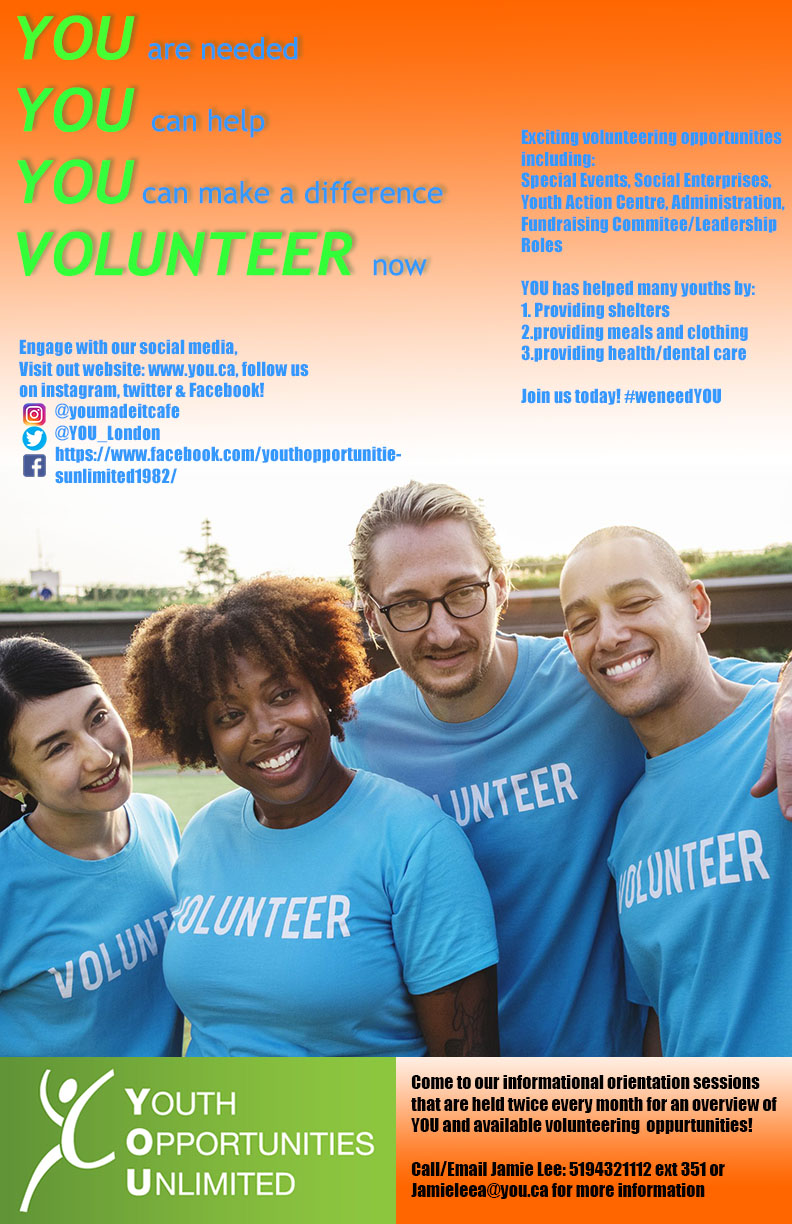 YOU are needed
YOU can help
YOU can make a difference
VOLUNTEER now
Exciting volunteering opportunities
including:
Special Events, Social Enterprises,
Youth Action Centre, Administration,
Fundraising Commitee/Leadership
Roles
YOU has helped many youths by:
1. Providing shelters
2.providing meals and clothing
3.providing health/dental care
Join us today! #weneedYOU
Engage with our social media,
Visit out website: www.you.ca, follow us
on instagram, twitter & Facebook!
@youmadeitcafe
@YOU_London
https://www.facebook.com/youthopportunitie-
sunlimited1982/
VOLUNT
VOLUNTEER
LUNTEER
VOLUNTEER
YOUTH
OPPORTUNITIES
UNLIMITED
Come to our informational orientation sessions
that are held twice every month for an overview of
YOU and available volunteering oppurtunities!
Call/Email Jamie Lee: 5194321112 ext 351 or
Jamieleea@you.ca for more information